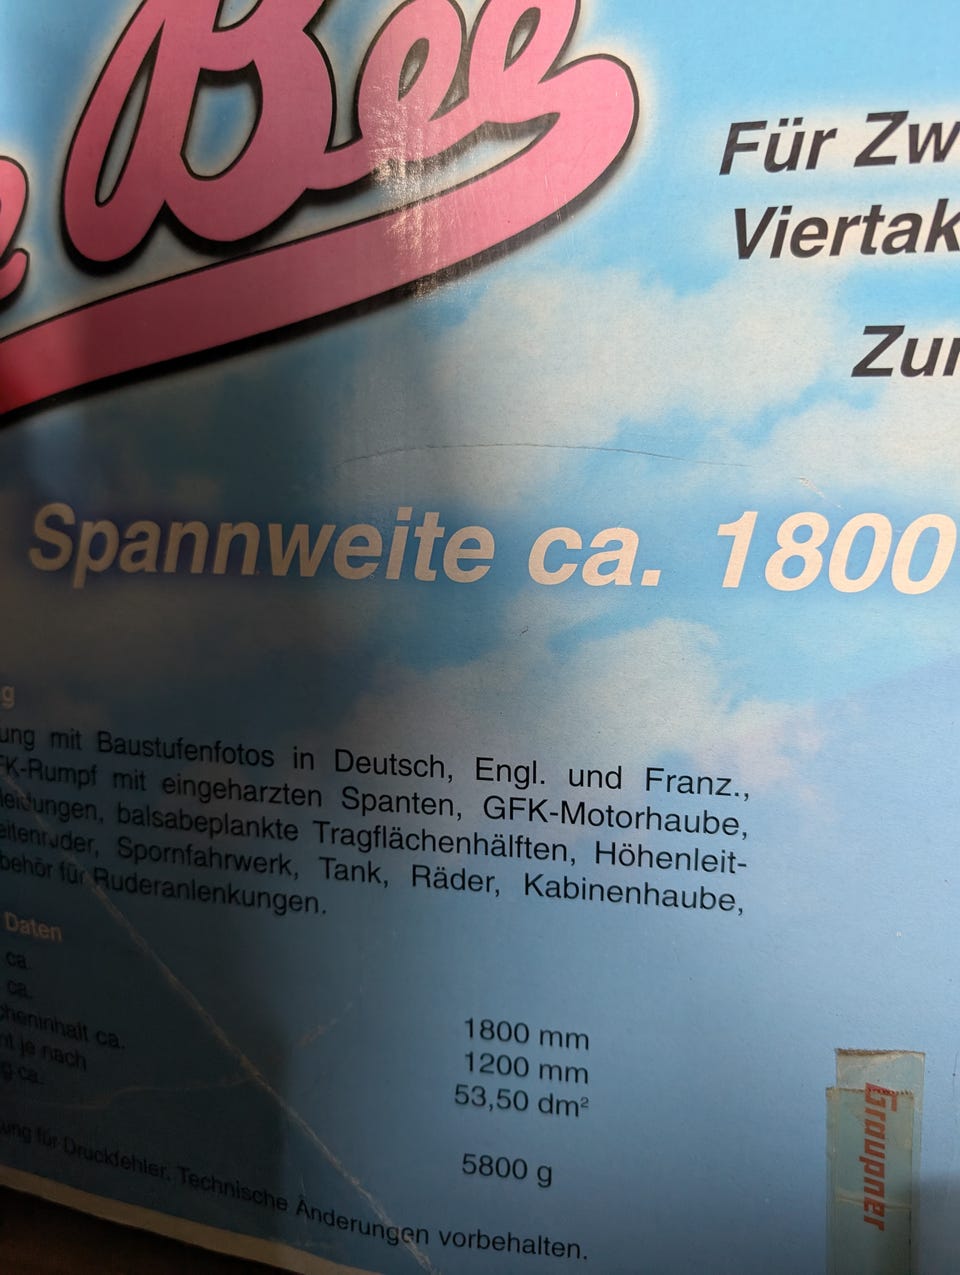 Bee
Für Zw
Viertak
Zur
Spannweite ca. 1800
g
ung mit Baustufenfotos in Deutsch, Engl. und Franz.,
FK-Rumpf mit eingeharzten Spanten, GFK-Motorhaube,
leidungen, balsabeplankte Tragflächenhälften, Höhenleit-
eitenruder, Spornfahrwerk, Tank, Räder, Kabinenhaube,
behör für Ruderanlenkungen.
Daten
ca. 1800 mm
ca. 1200 mm
cheninhalt ca. 53,50 dm²
ht je nach
g ca. 5800 g
ung für Druckfehler. Technische Änderungen vorbehalten.
Graupner